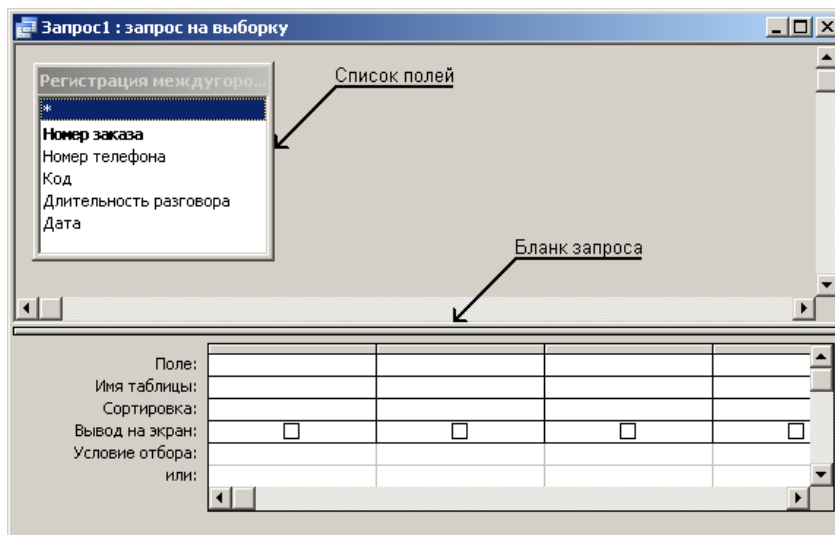 Запрос1 : запрос на выборку
Регистрация междугоро...
Список полей
*
Номер заказа
Номер телефона
Код
Длительность разговора
Дата
Бланк запроса
Поле:
Имя таблицы:
Сортировка:
Вывод на экран:
Условие отбора:
или: